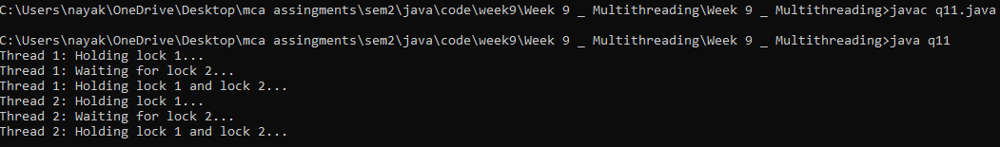 C:\Users\nayak\OneDrive\Desktop\mca assingments\sem2\java\code\week9\Week 9 _ Multithreading\Week 9 _ Multithreading>javac q11.java
C:\Users\nayak\OneDrive\Desktop\mca assingments\sem2\java\code\week9\Week 9 _ Multithreading\Week 9 _ Multithreading>java q11
Thread 1: Holding lock 1...
Thread 1: Waiting for lock 2...
Thread 1: Holding lock 1 and lock 2...
Thread 2: Holding lock 1...
Thread 2: Waiting for lock 2...
Thread 2: Holding lock 1 and lock 2...